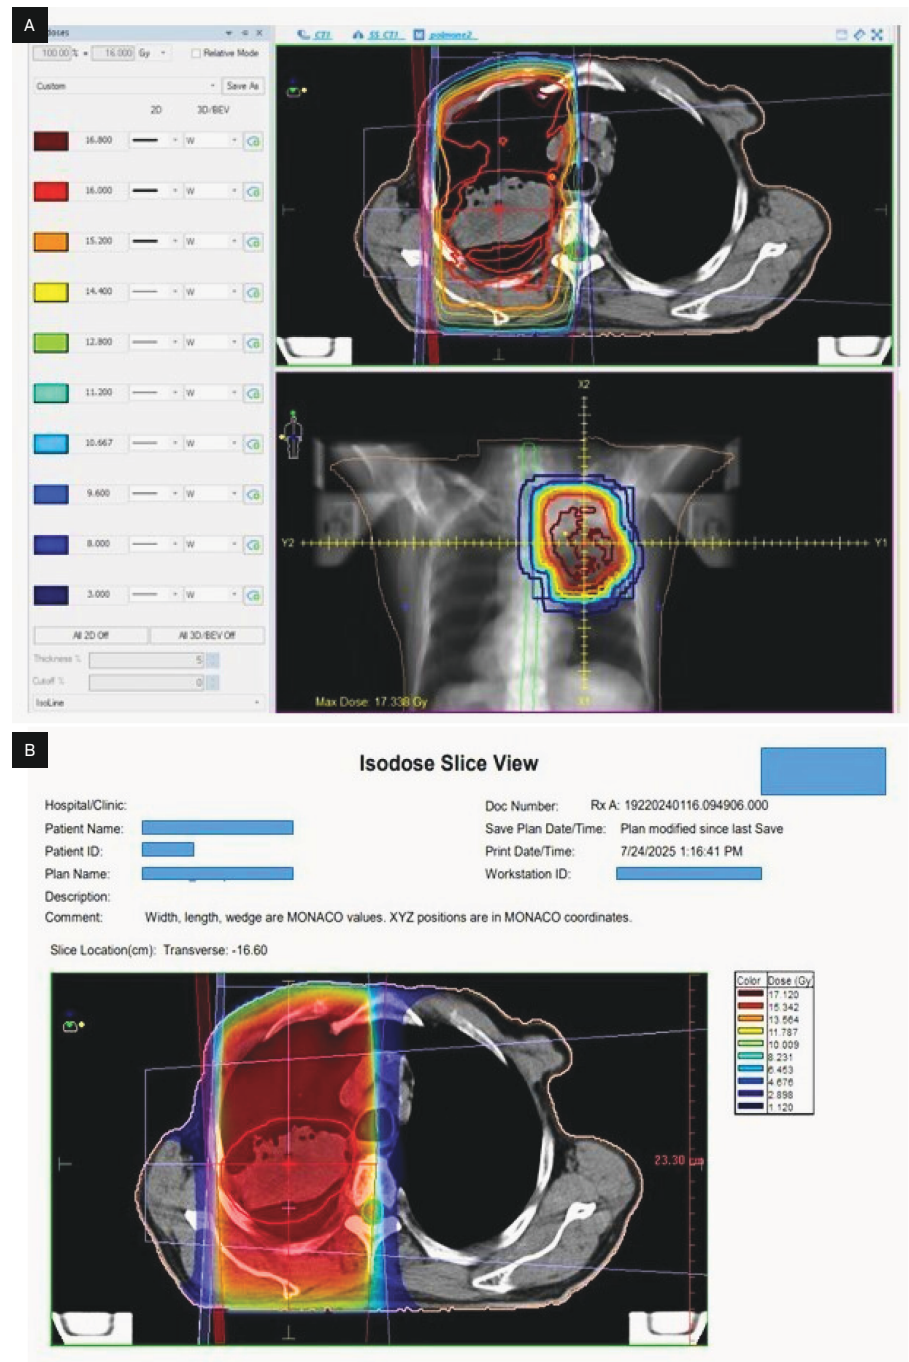 A
doses
100.00 % = 16.000 Gy Relative Mode
Custom Save As
2D 3D/BEV
16.800 W
16.000 W
15.200 W
14.400 W
12.800 W
11.200 W
10.667 W
9.600 W
8.000 W
3.000 W
All 2D Off All 3D/BEV Off
Thickness % 5
Cutoff % 0
IsoLine
CT1 SS_CT1 polmone2
X2
Y2 Y1
X1
Max Dose: 17.338 Gy
B
Isodose Slice View
Hospital/Clinic:
Patient Name:
Patient ID:
Plan Name:
Description:
Comment: Width, length, wedge are MONACO values. XYZ positions are in MONACO coordinates.
Doc Number: Rx A: 19220240116.094906.000
Save Plan Date/Time: Plan modified since last Save
Print Date/Time: 7/24/2025 1:16:41 PM
Workstation ID:
Slice Location(cm): Transverse: -16.60
23.30 cm
Color Dose (Gy)
17.120
15.342
13.564
11.787
10.009
8.231
6.453
4.676
2.898
1.120